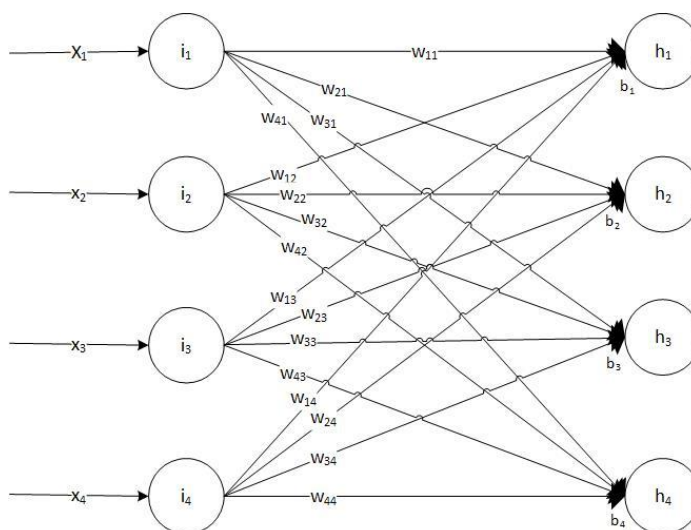 X₁ i₁ W₁₁ h₁
b₁
W₂₁
W₄₁ W₃₁
W₁₂
X₂ i₂ W₂₂ h₂
W₃₂ b₂
W₄₂
W₁₃
W₂₃
X₃ i₃ W₃₃ h₃
b₃
W₄₃
W₁₄
W₂₄
W₃₄
X₄ i₄ W₄₄ h₄
b₄